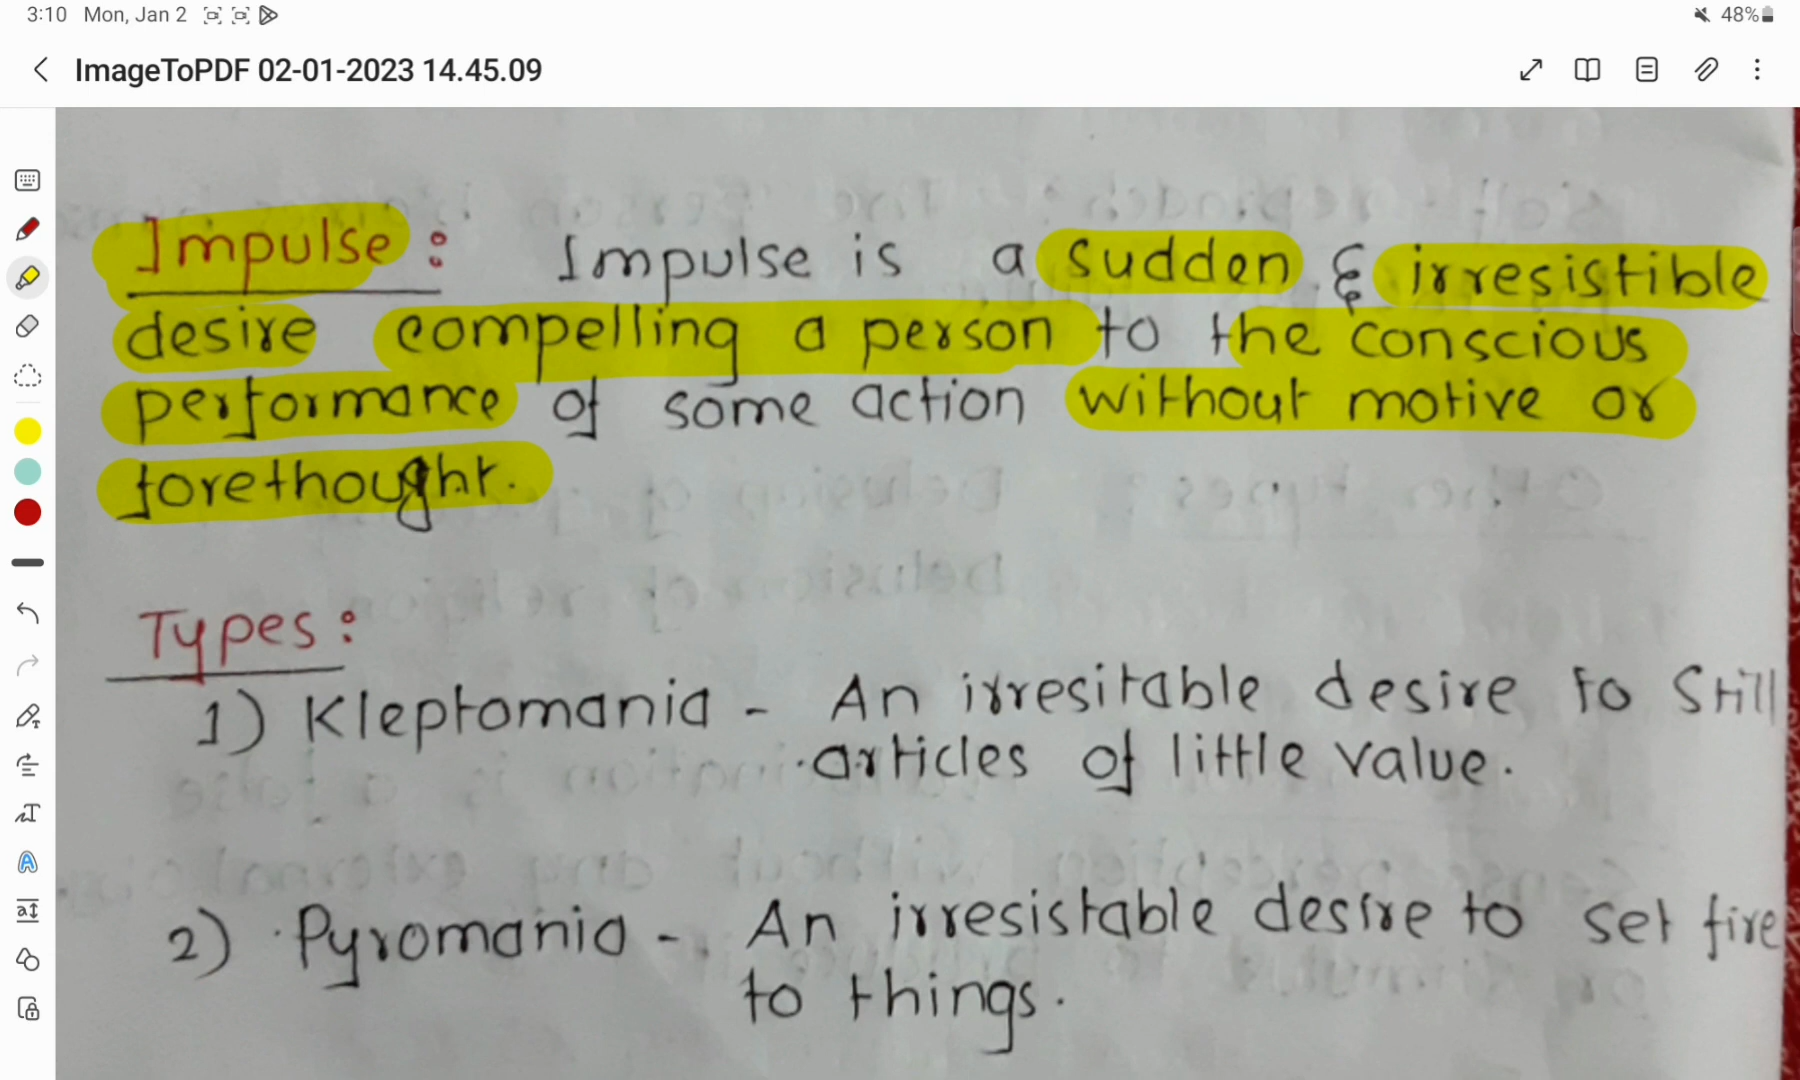 3:10 Mon, Jan 2
48%
ImageToPDF 02-01-2023 14.45.09
Impulse: Impulse is a sudden & irresistible
desire compelling a person to the conscious
performance of some action without motive or
forethought.
Types:
1) Kleptomania - An irresitable desire to Still
articles of little value.
2) Pyromania - An irresistable desire to set fire
to things.